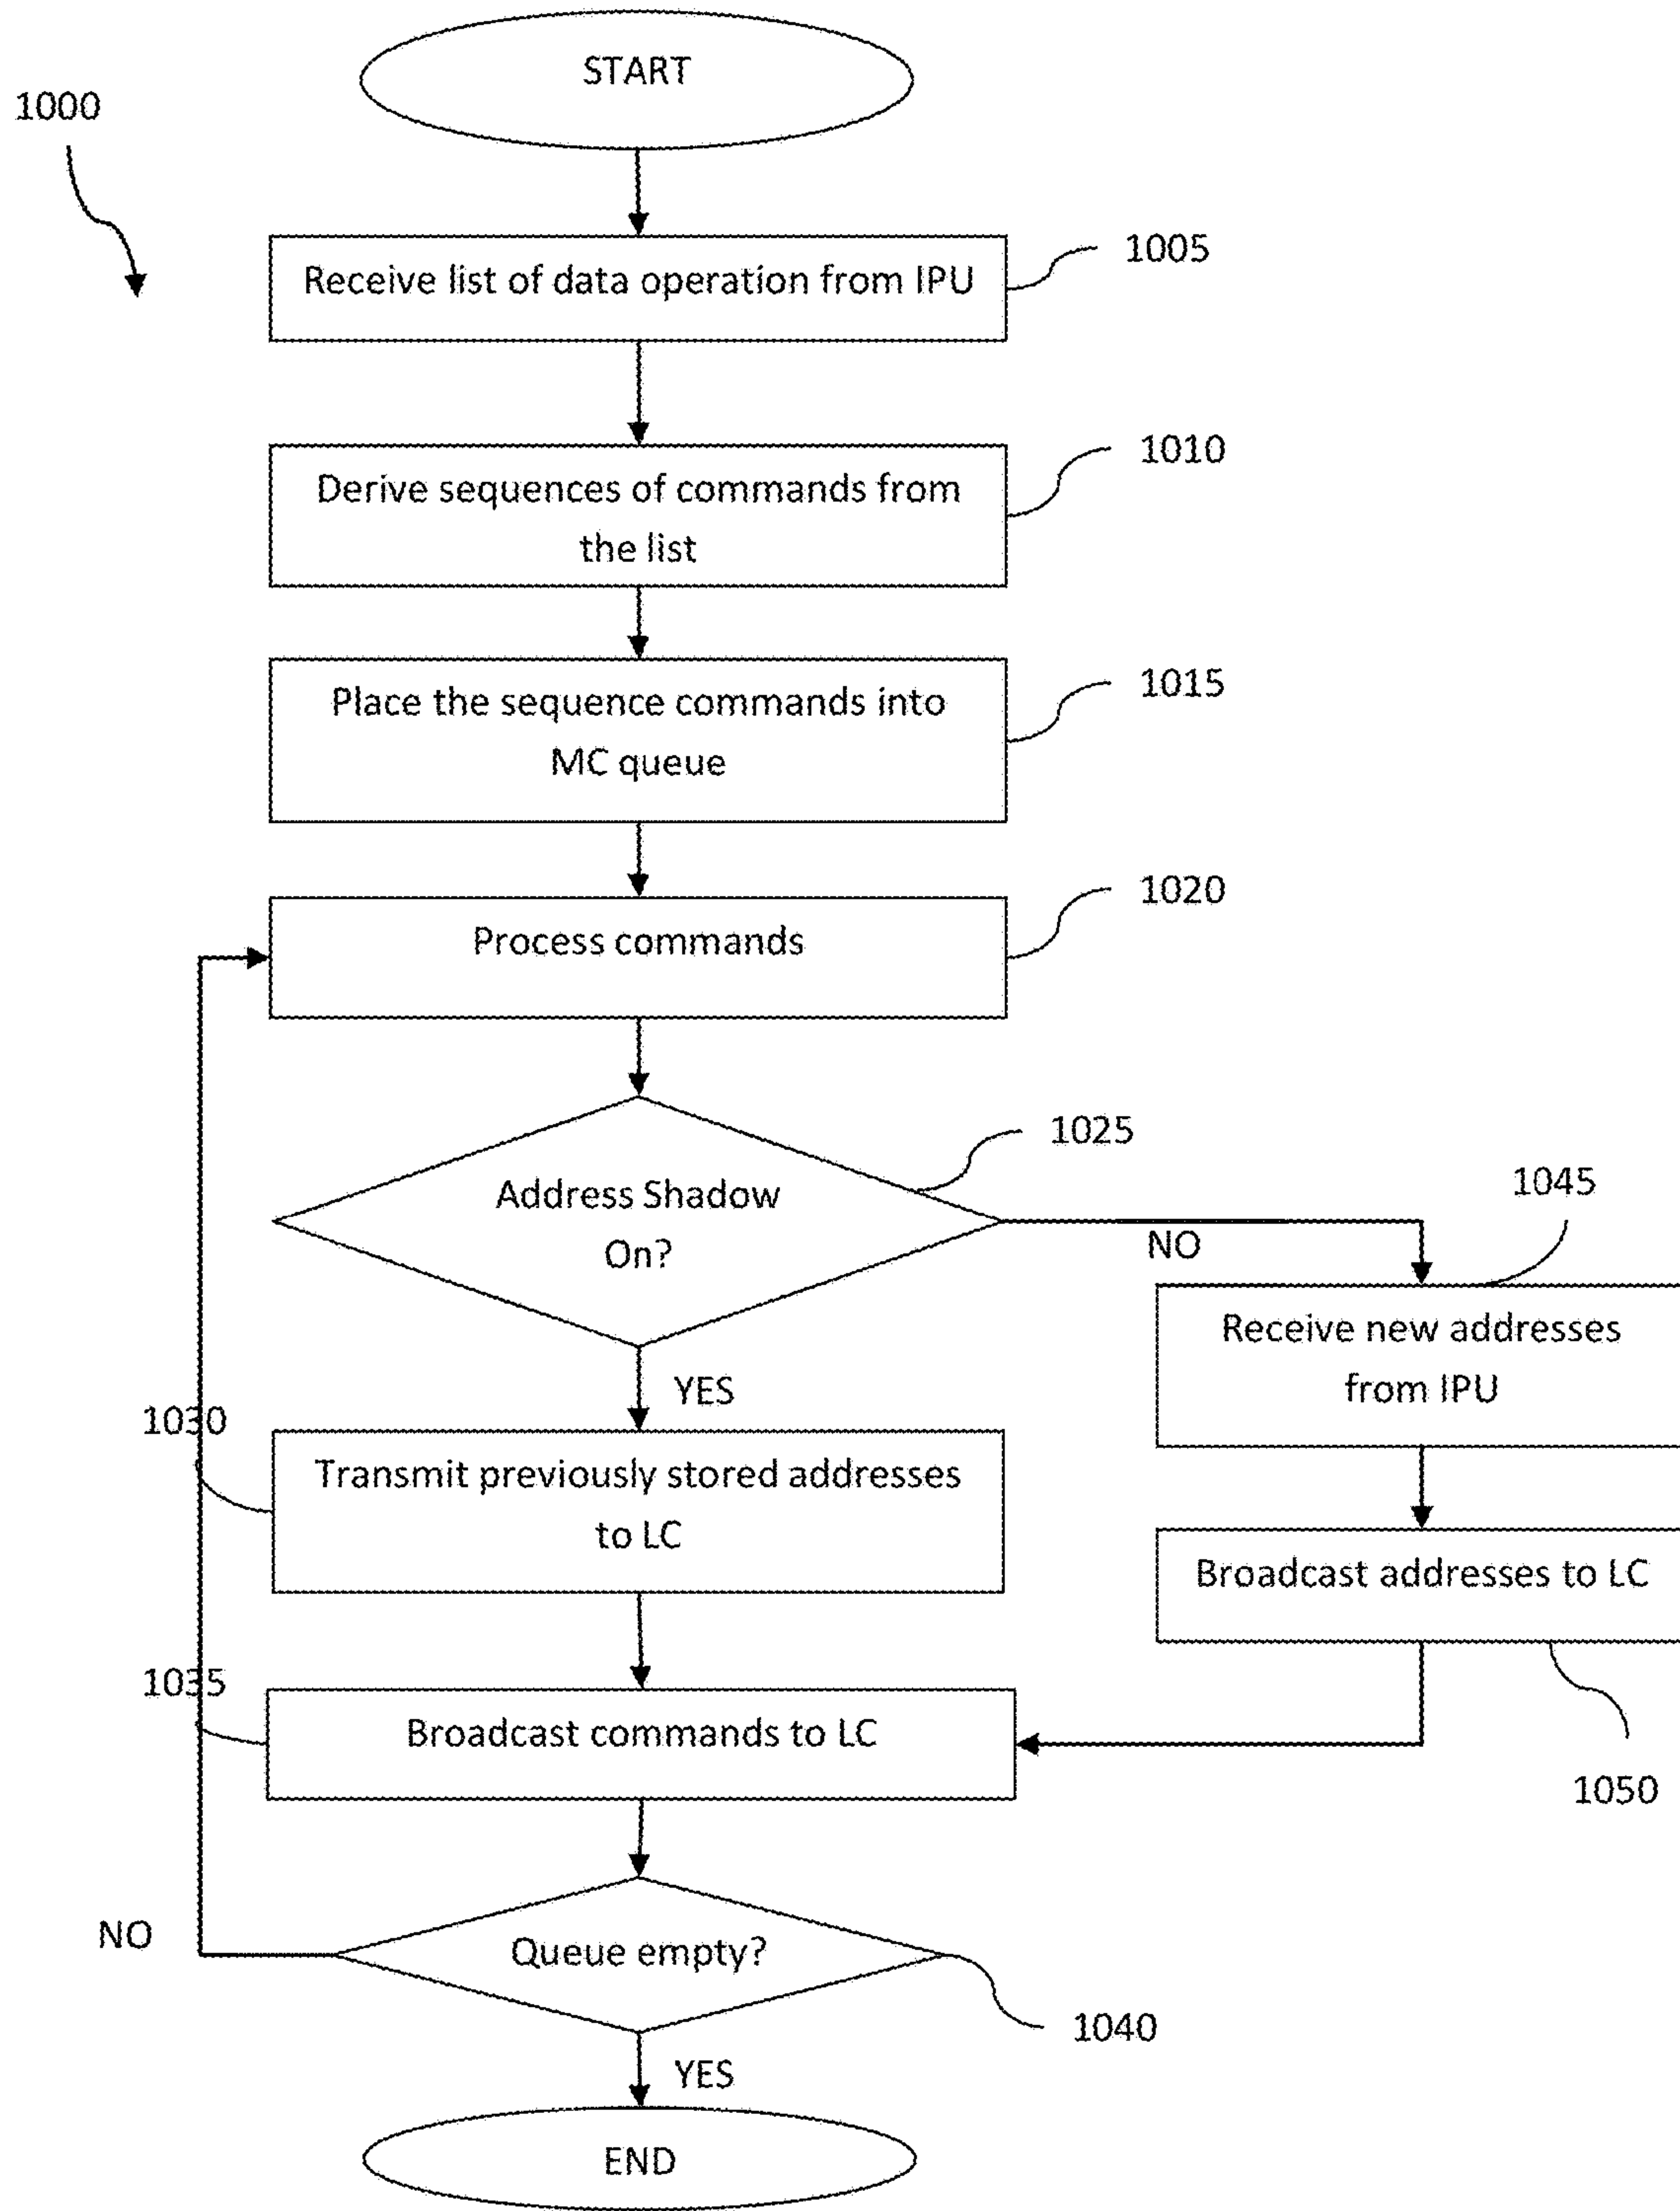 START
1000
Receive list of data operation from IPU
1005
Derive sequences of commands from
the list
1010
Place the sequence commands into
MC queue
1015
Process commands
1020
Address Shadow
On?
1025
NO
1045
Receive new addresses
from IPU
YES
1030
Transmit previously stored addresses
to LC
Broadcast addresses to LC
1035
Broadcast commands to LC
1050
NO
Queue empty?
1040
YES
END